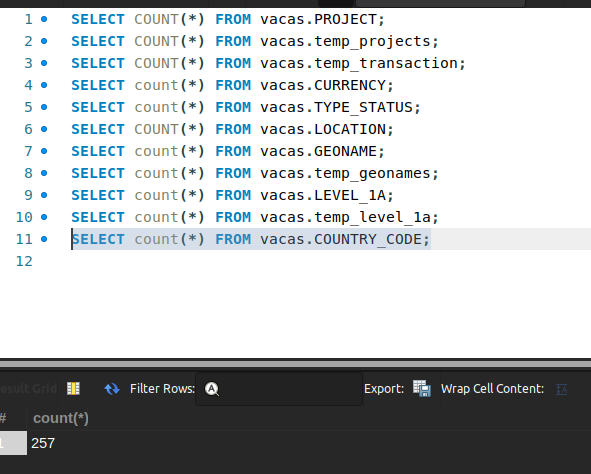 1 SELECT COUNT(*) FROM vacas.PROJECT;
2 SELECT COUNT(*) FROM vacas.temp_projects;
3 SELECT COUNT(*) FROM vacas.temp_transaction;
4 SELECT count(*) FROM vacas.CURRENCY;
5 SELECT count(*) FROM vacas.TYPE_STATUS;
6 SELECT COUNT(*) FROM vacas.LOCATION;
7 SELECT count(*) FROM vacas.GEONAME;
8 SELECT count(*) FROM vacas.temp_geonames;
9 SELECT count(*) FROM vacas.LEVEL_1A;
10 SELECT count(*) FROM vacas.temp_level_1a;
11 SELECT count(*) FROM vacas.COUNTRY_CODE;
12
esult Grid Filter Rows: Export: Wrap Cell Content:
# count(*)
1 257